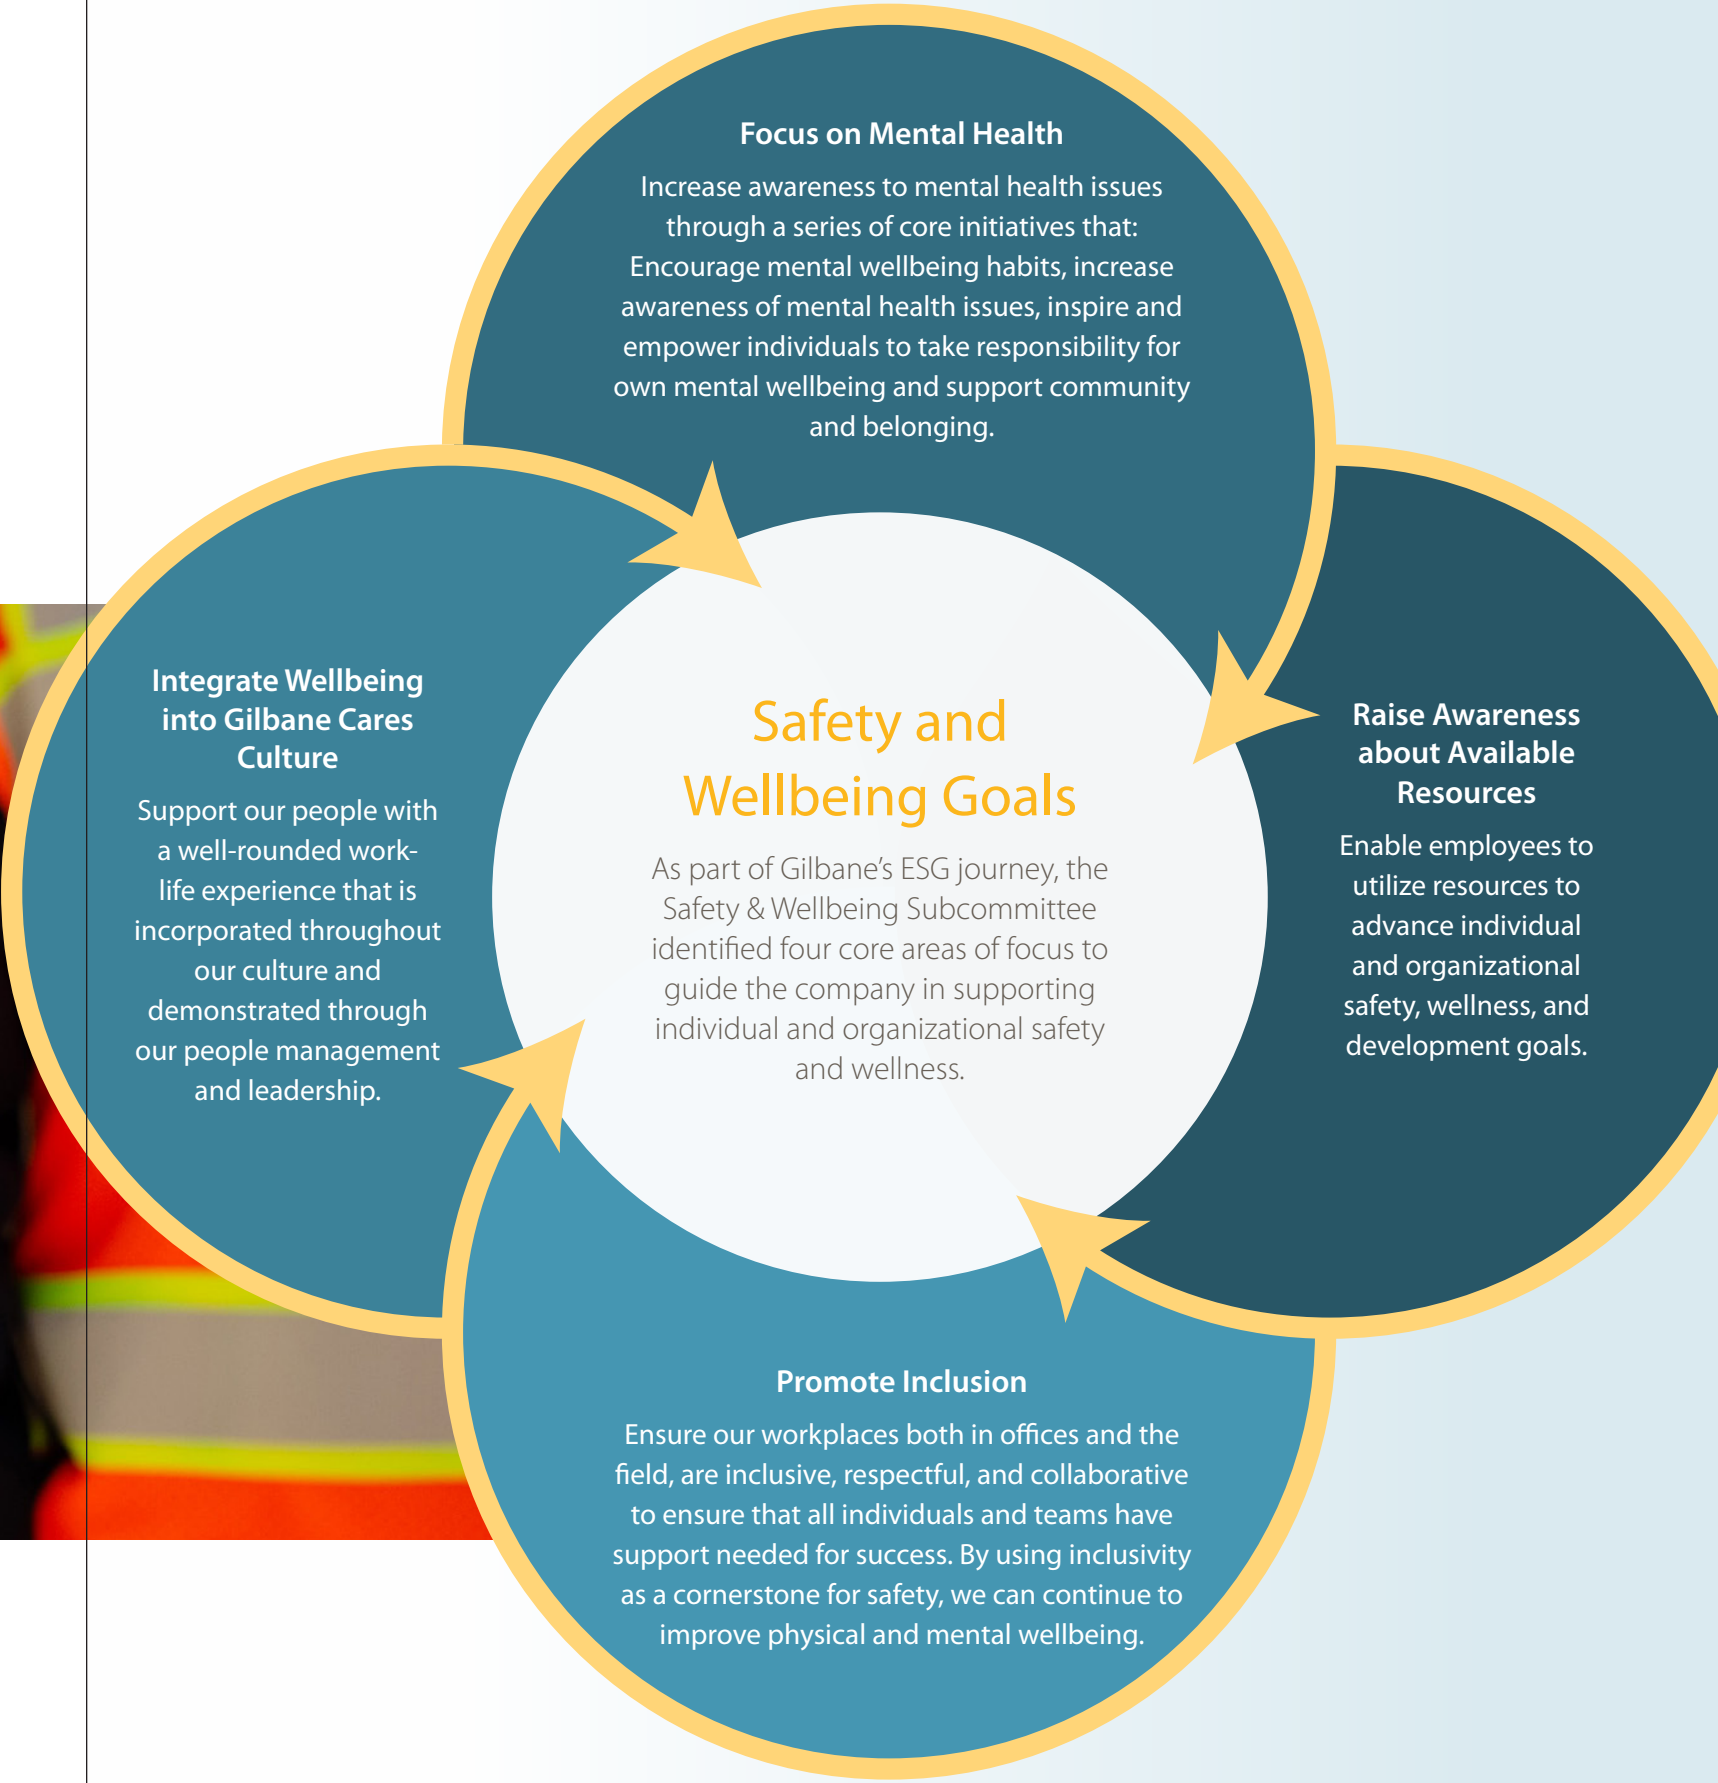 Focus on Mental Health
Increase awareness to mental health issues
through a series of core initiatives that:
Encourage mental wellbeing habits, increase
awareness of mental health issues, inspire and
empower individuals to take responsibility for
own mental wellbeing and support community
and belonging.
Integrate Wellbeing
into Gilbane Cares
Culture
Support our people with
a well-rounded work-
life experience that is
incorporated throughout
our culture and
demonstrated through
our people management
and leadership.
Safety and
Wellbeing Goals
As part of Gilbane’s ESG journey, the
Safety & Wellbeing Subcommittee
identified four core areas of focus to
guide the company in supporting
individual and organizational safety
and wellness.
Raise Awareness
about Available
Resources
Enable employees to
utilize resources to
advance individual
and organizational
safety, wellness, and
development goals.
Promote Inclusion
Ensure our workplaces both in offices and the
field, are inclusive, respectful, and collaborative
to ensure that all individuals and teams have
support needed for success. By using inclusivity
as a cornerstone for safety, we can continue to
improve physical and mental wellbeing.